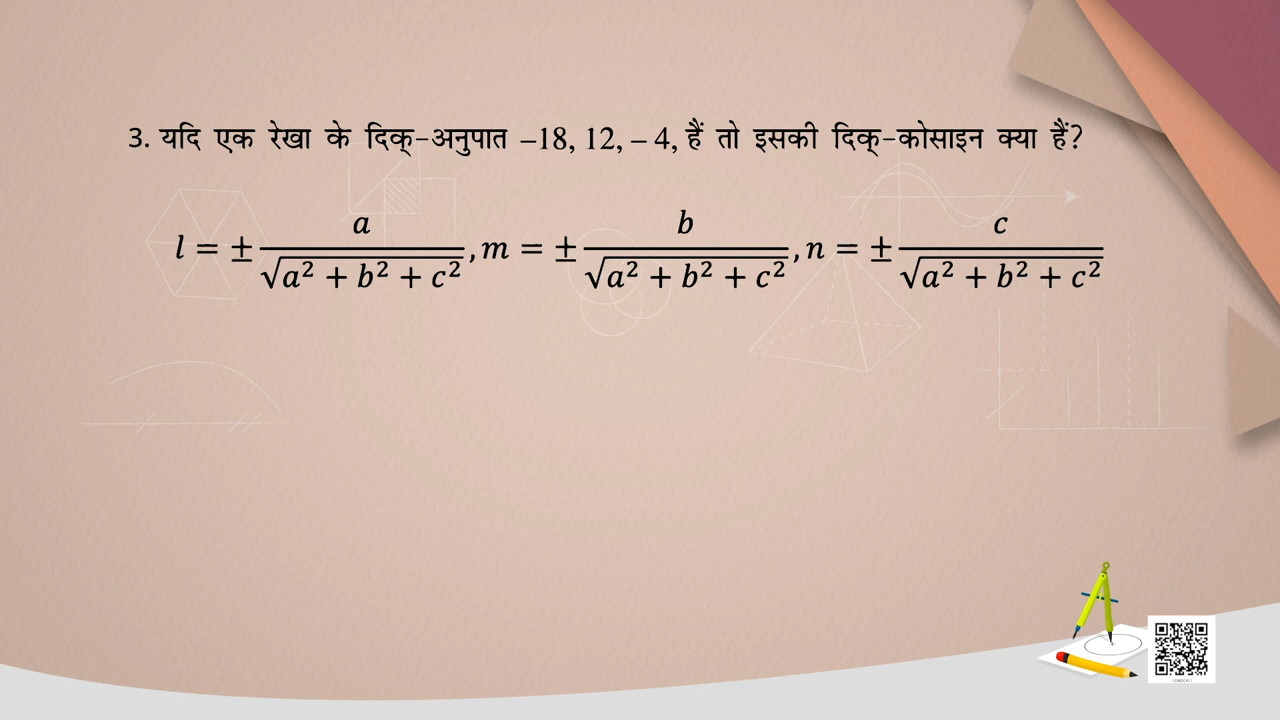 3. यदि एक रेखा के दिक्-अनुपात –18, 12, – 4, हैं तो इसकी दिक्-कोसाइन क्या हैं?
l = ± a / √(a² + b² + c²) , m = ± b / √(a² + b² + c²) , n = ± c / √(a² + b² + c²)